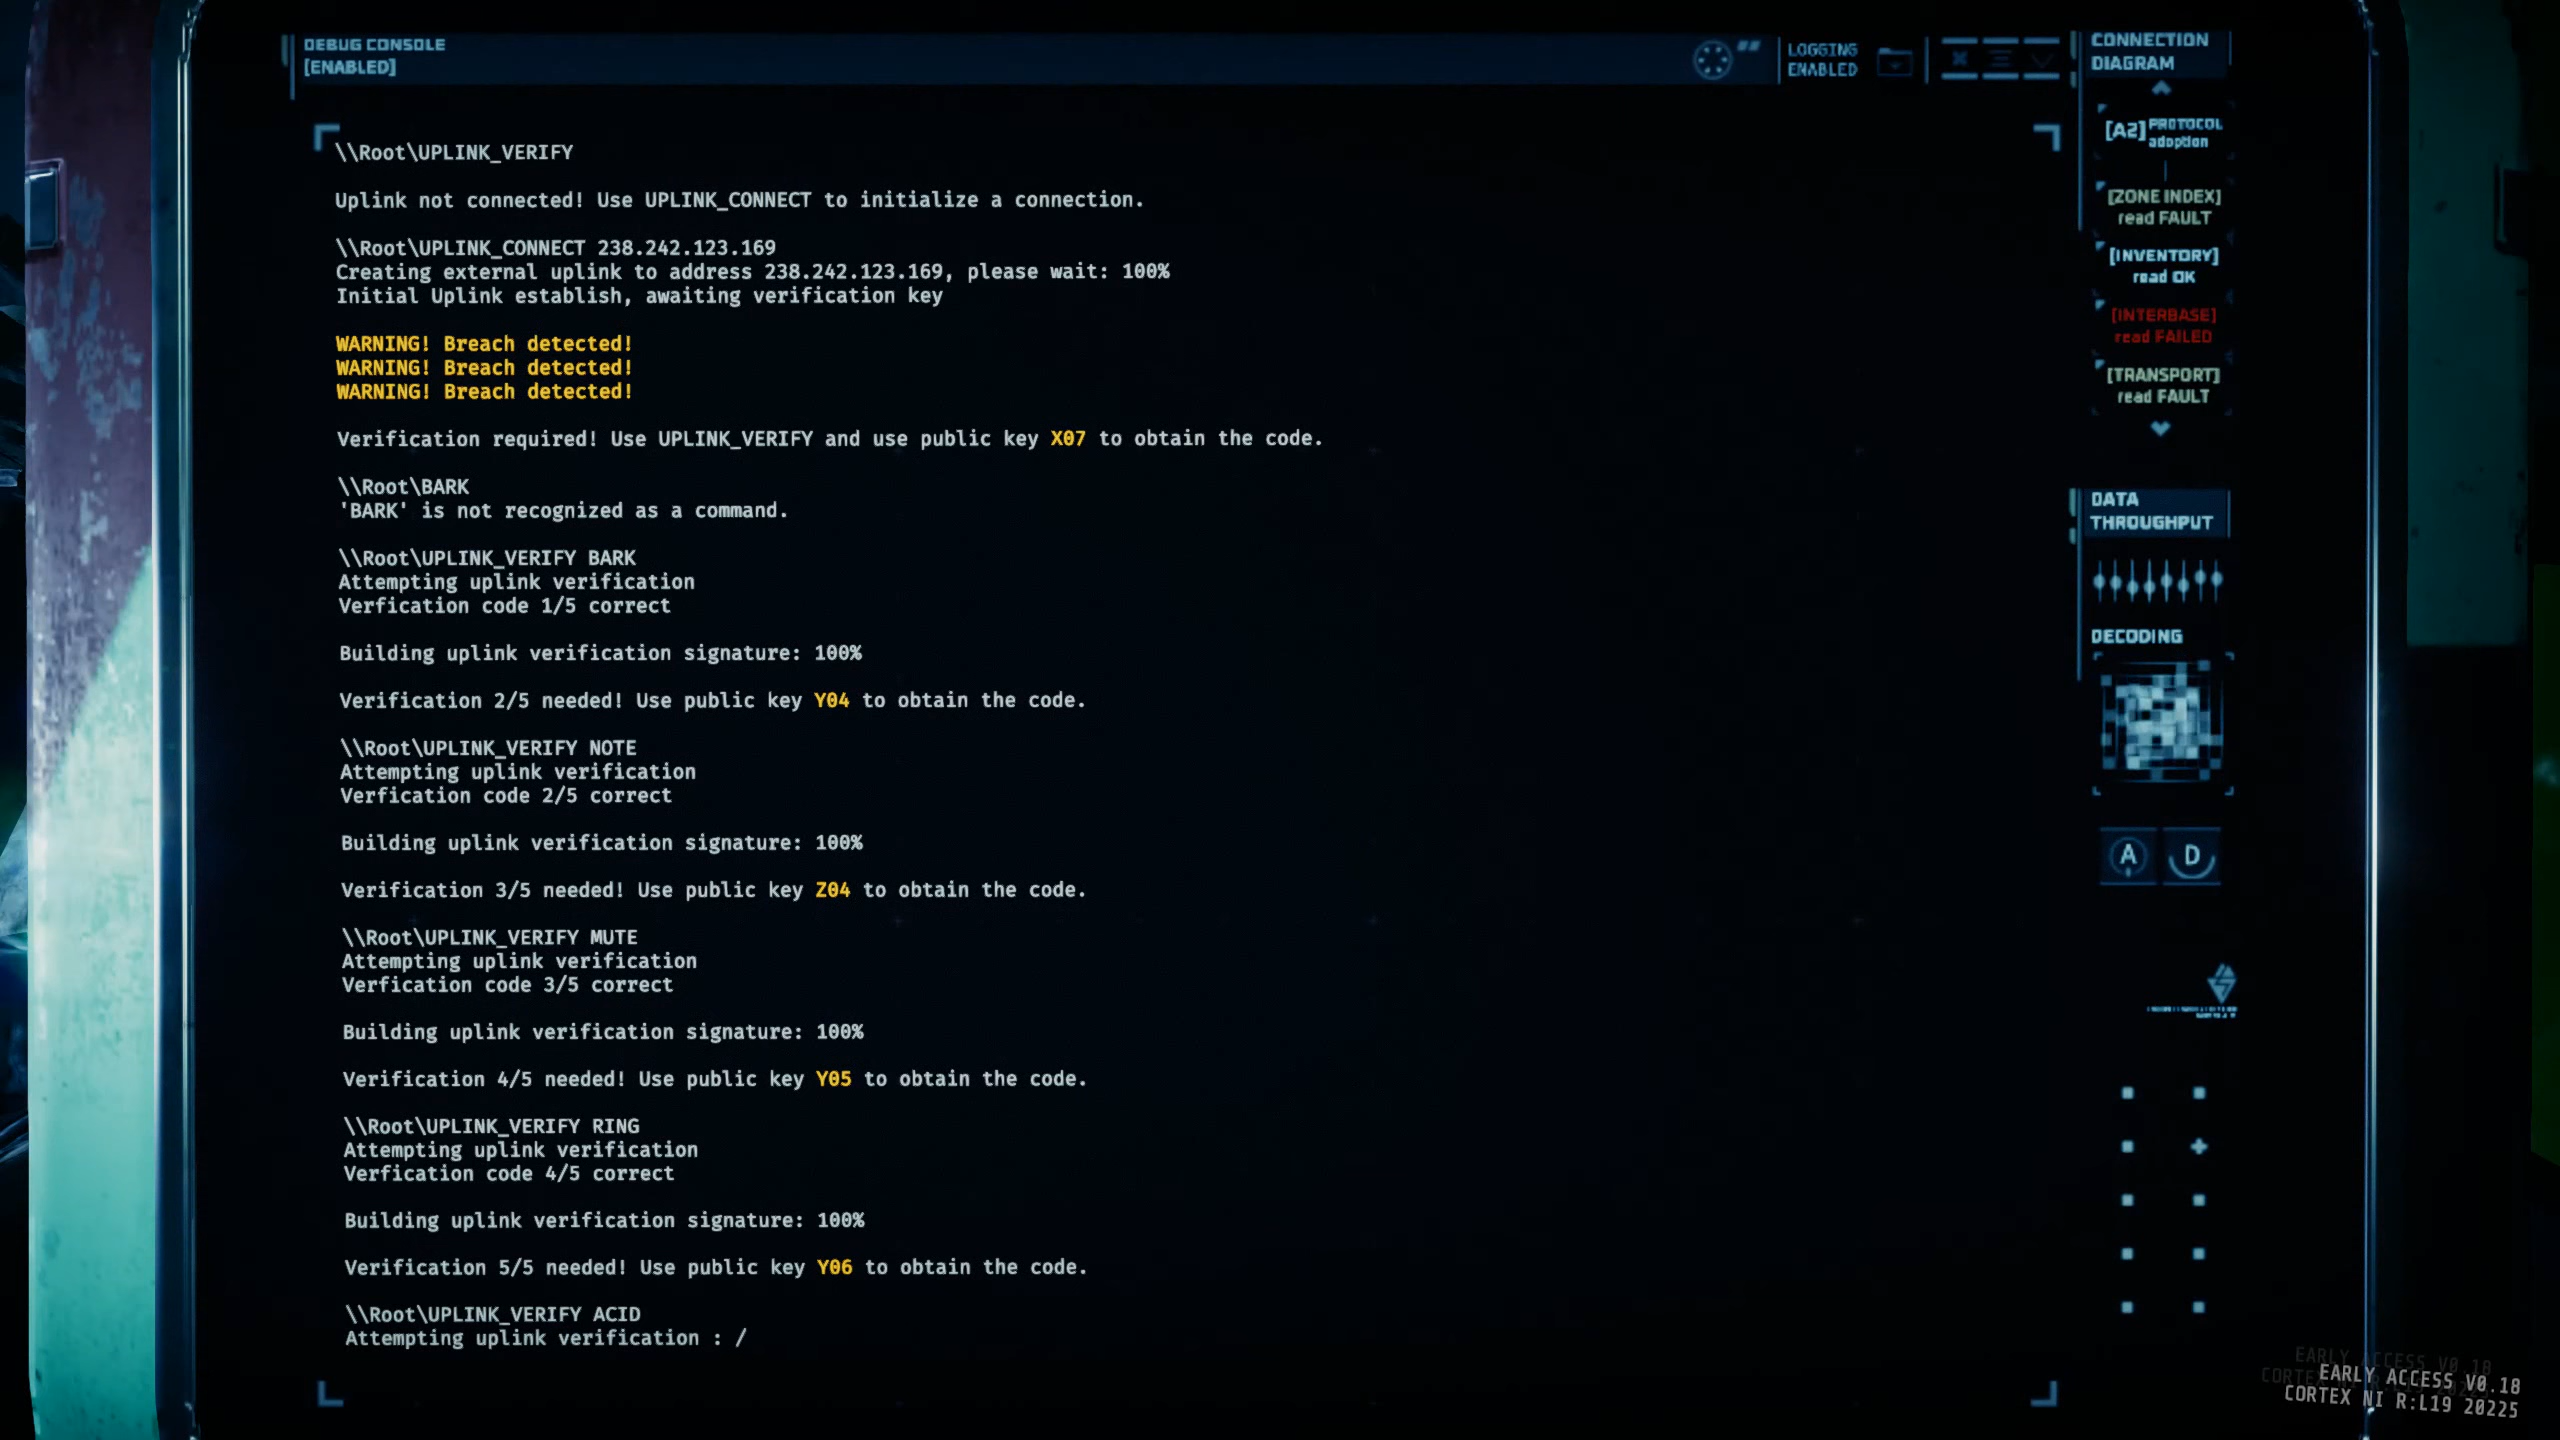 DEBUG CONSOLE
[ENABLED]
LOGGING
ENABLED
\\Root\UPLINK_VERIFY
Uplink not connected! Use UPLINK_CONNECT to initialize a connection.
\\Root\UPLINK_CONNECT 238.242.123.169
Creating external uplink to address 238.242.123.169, please wait: 100%
Initial Uplink establish, awaiting verification key
WARNING! Breach detected!
WARNING! Breach detected!
WARNING! Breach detected!
Verification required! Use UPLINK_VERIFY and use public key X07 to obtain the code.
\\Root\BARK
'BARK' is not recognized as a command.
\\Root\UPLINK_VERIFY BARK
Attempting uplink verification
Verfication code 1/5 correct
Building uplink verification signature: 100%
Verification 2/5 needed! Use public key Y04 to obtain the code.
\\Root\UPLINK_VERIFY NOTE
Attempting uplink verification
Verfication code 2/5 correct
Building uplink verification signature: 100%
Verification 3/5 needed! Use public key Z04 to obtain the code.
\\Root\UPLINK_VERIFY MUTE
Attempting uplink verification
Verfication code 3/5 correct
Building uplink verification signature: 100%
Verification 4/5 needed! Use public key Y05 to obtain the code.
\\Root\UPLINK_VERIFY RING
Attempting uplink verification
Verfication code 4/5 correct
Building uplink verification signature: 100%
Verification 5/5 needed! Use public key Y06 to obtain the code.
\\Root\UPLINK_VERIFY ACID
Attempting uplink verification : /
CONNECTION
DIAGRAM
[A2] PROTOCOL
adoption
[ZONE INDEX]
read FAULT
[INVENTORY]
read OK
[INTERBASE]
read FAILED
[TRANSPORT]
read FAULT
DATA
THROUGHPUT
DECODING
A D
EARLY ACCESS V0.18
CORTEX NI R:L19 20225